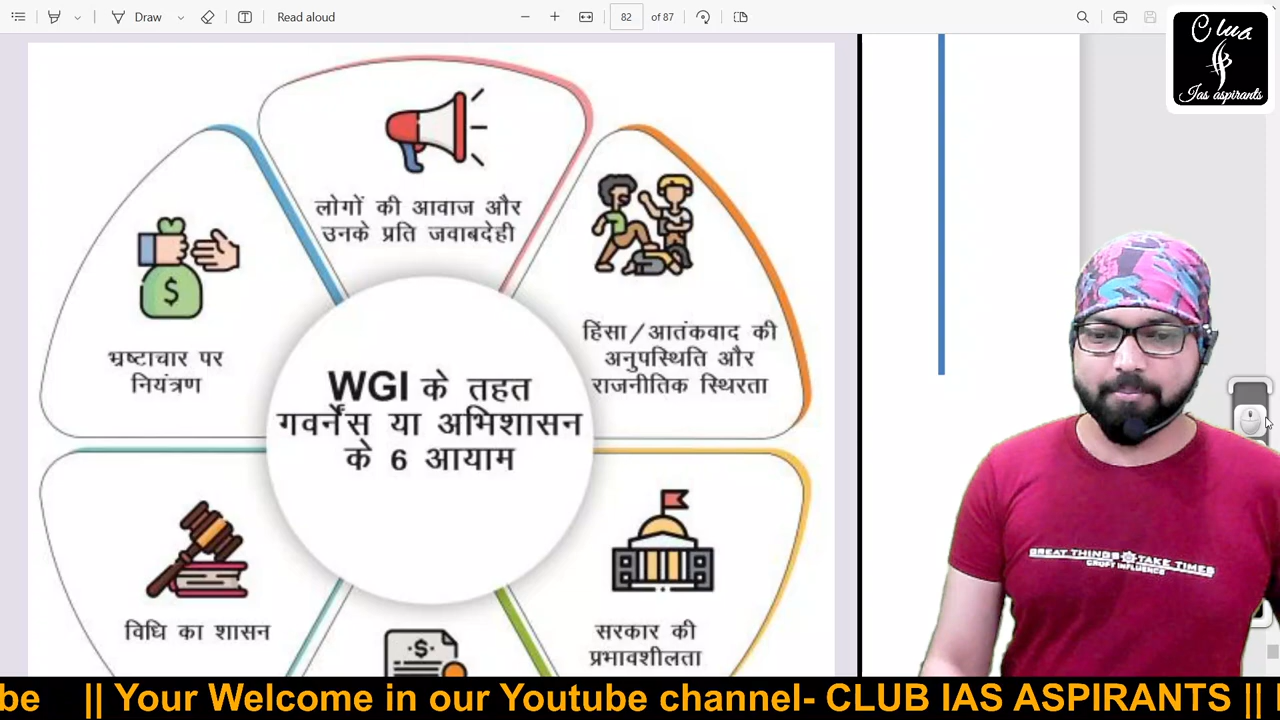 Draw
Read aloud
82 of 87
Clua
Ias aspirants
लोगों की आवाज और
उनके प्रति जवाबदेही
हिंसा/आतंकवाद की
अनुपस्थिति और
राजनीतिक स्थिरता
भ्रष्टाचार पर
नियंत्रण
WGI के तहत
गवर्नेंस या अभिशासन
के 6 आयाम
विधि का शासन
सरकार की
प्रभावशीलता
GREAT THINGS TAKE TIMES
be || Your Welcome in our Youtube channel- CLUB IAS ASPIRANTS ||